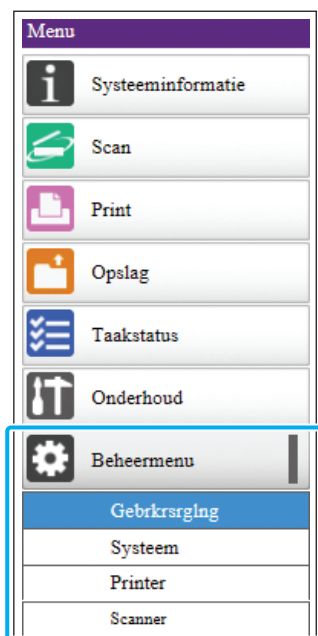 Menu
Systeeminformatie
Scan
Print
Opslag
Taakstatus
Onderhoud
Beheermenu
Gebrkrsrglng
Systeem
Printer
Scanner